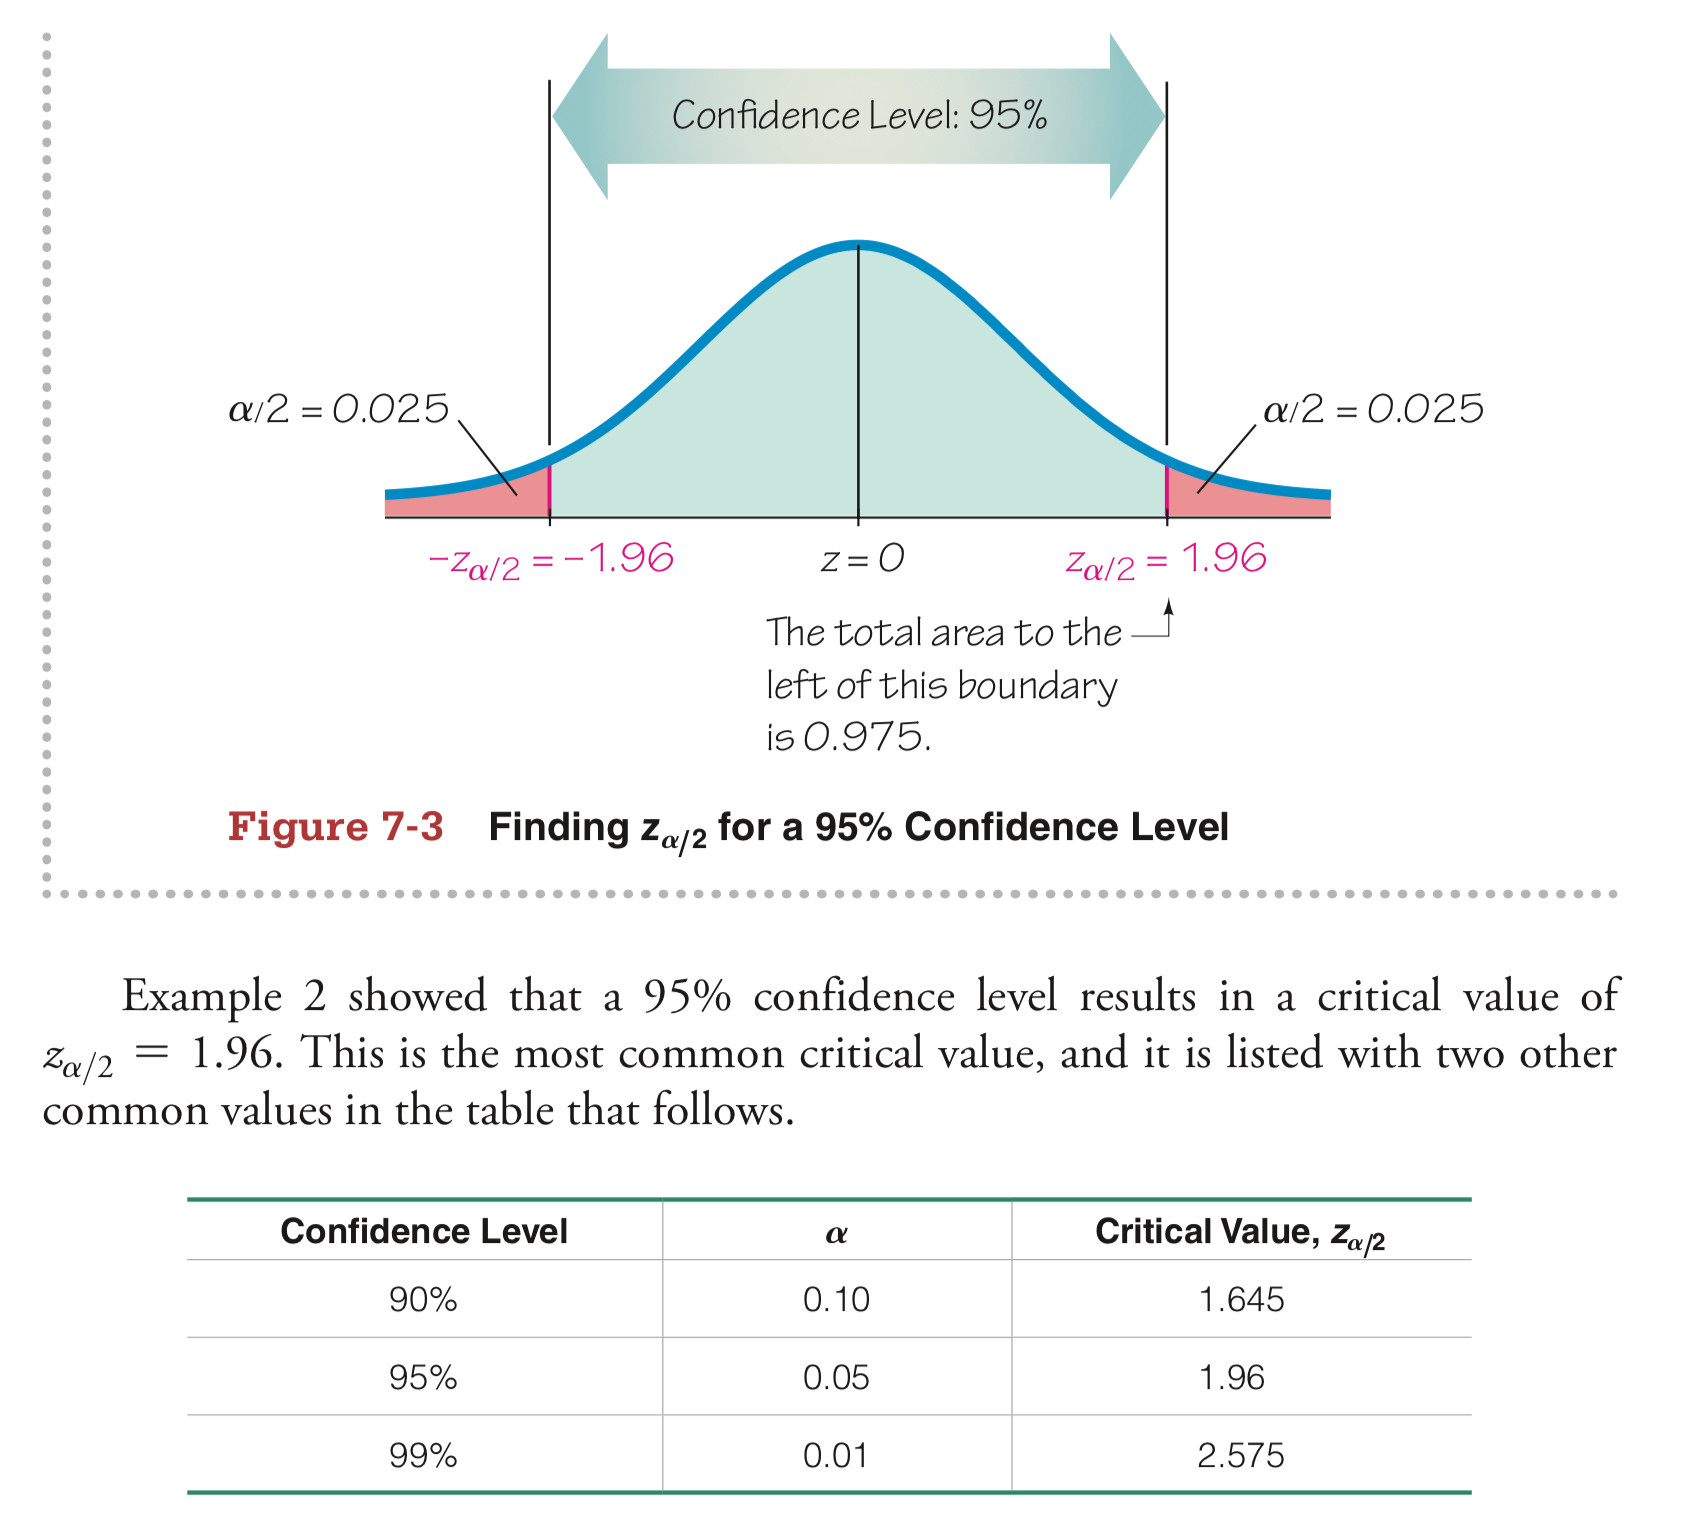 Confidence Level: 95%
α/2 = 0.025
α/2 = 0.025
−zα/2 = −1.96
z = 0
zα/2 = 1.96
The total area to the
left of this boundary
is 0.975.
Figure 7-3 Finding zα/2 for a 95% Confidence Level
Example 2 showed that a 95% confidence level results in a critical value of
zα/2 = 1.96. This is the most common critical value, and it is listed with two other
common values in the table that follows.
Confidence Level α Critical Value, zα/2
90% 0.10 1.645
95% 0.05 1.96
99% 0.01 2.575